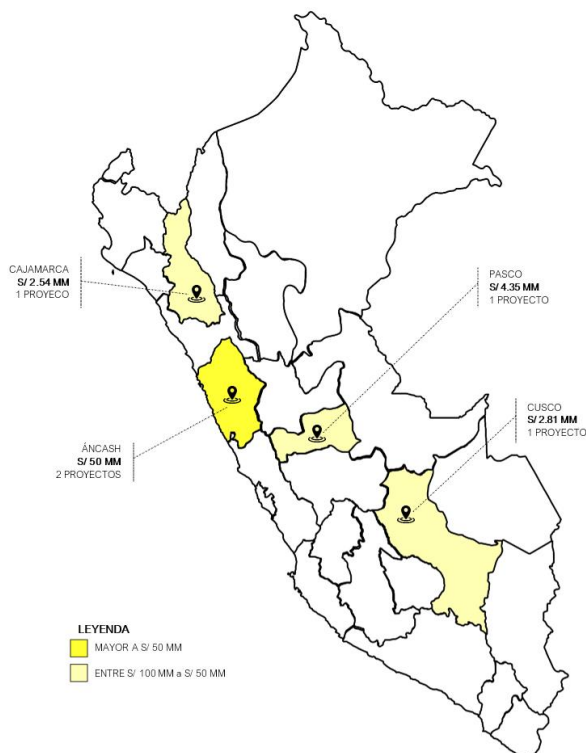 CAJAMARCA
S/ 2.54 MM
1 PROYECO
PASCO
S/ 4.35 MM
1 PROYECTO
CUSCO
S/ 2.81 MM
1 PROYECTO
ÁNCASH
S/ 50 MM
2 PROYECTOS
LEYENDA
MAYOR A S/ 50 MM
ENTRE S/ 100 MM a S/ 50 MM